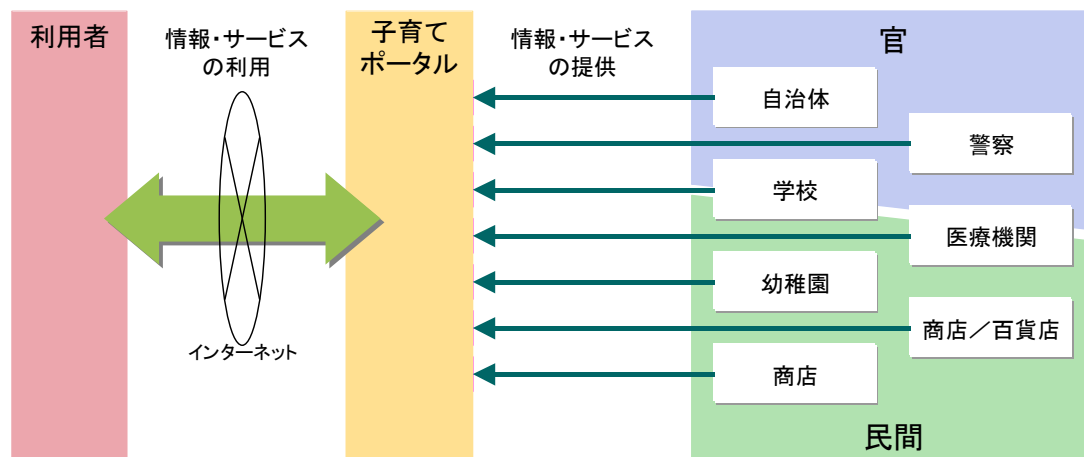 利用者
情報・サービス
の利用
子育て
ポータル
情報・サービス
の提供
官
自治体
警察
学校
医療機関
幼稚園
商店／百貨店
商店
インターネット
民間